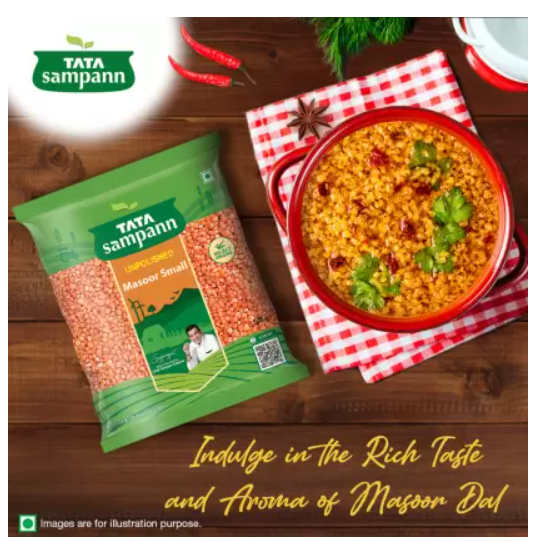 TATA
sampann
TATA
sampann
UNPOLISHED
Masoor Small
Indulge in the Rich Taste
and Aroma of Masoor Dal
Images are for illustration purpose.